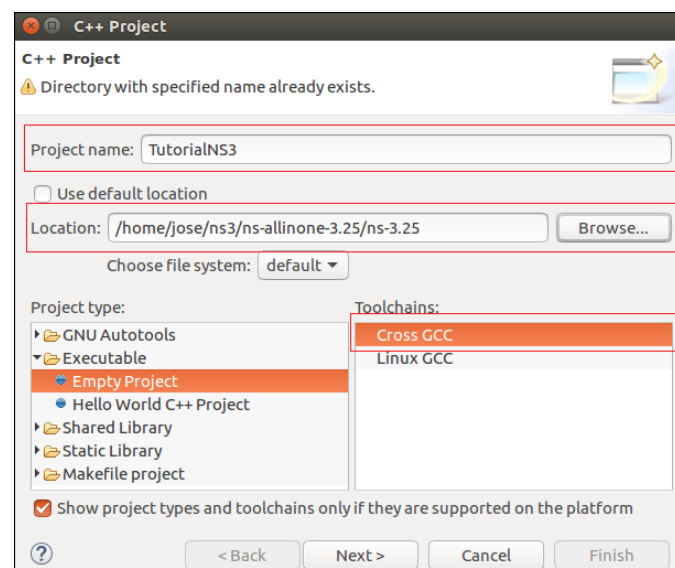 C++ Project
C++ Project
Directory with specified name already exists.
Project name: TutorialNS3
Use default location
Location: /home/jose/ns3/ns-allinone-3.25/ns-3.25 Browse...
Choose file system: default
Project type: Toolchains:
GNU Autotools Cross GCC
Executable Linux GCC
Empty Project
Hello World C++ Project
Shared Library
Static Library
Makefile project
Show project types and toolchains only if they are supported on the platform
? < Back Next > Cancel Finish